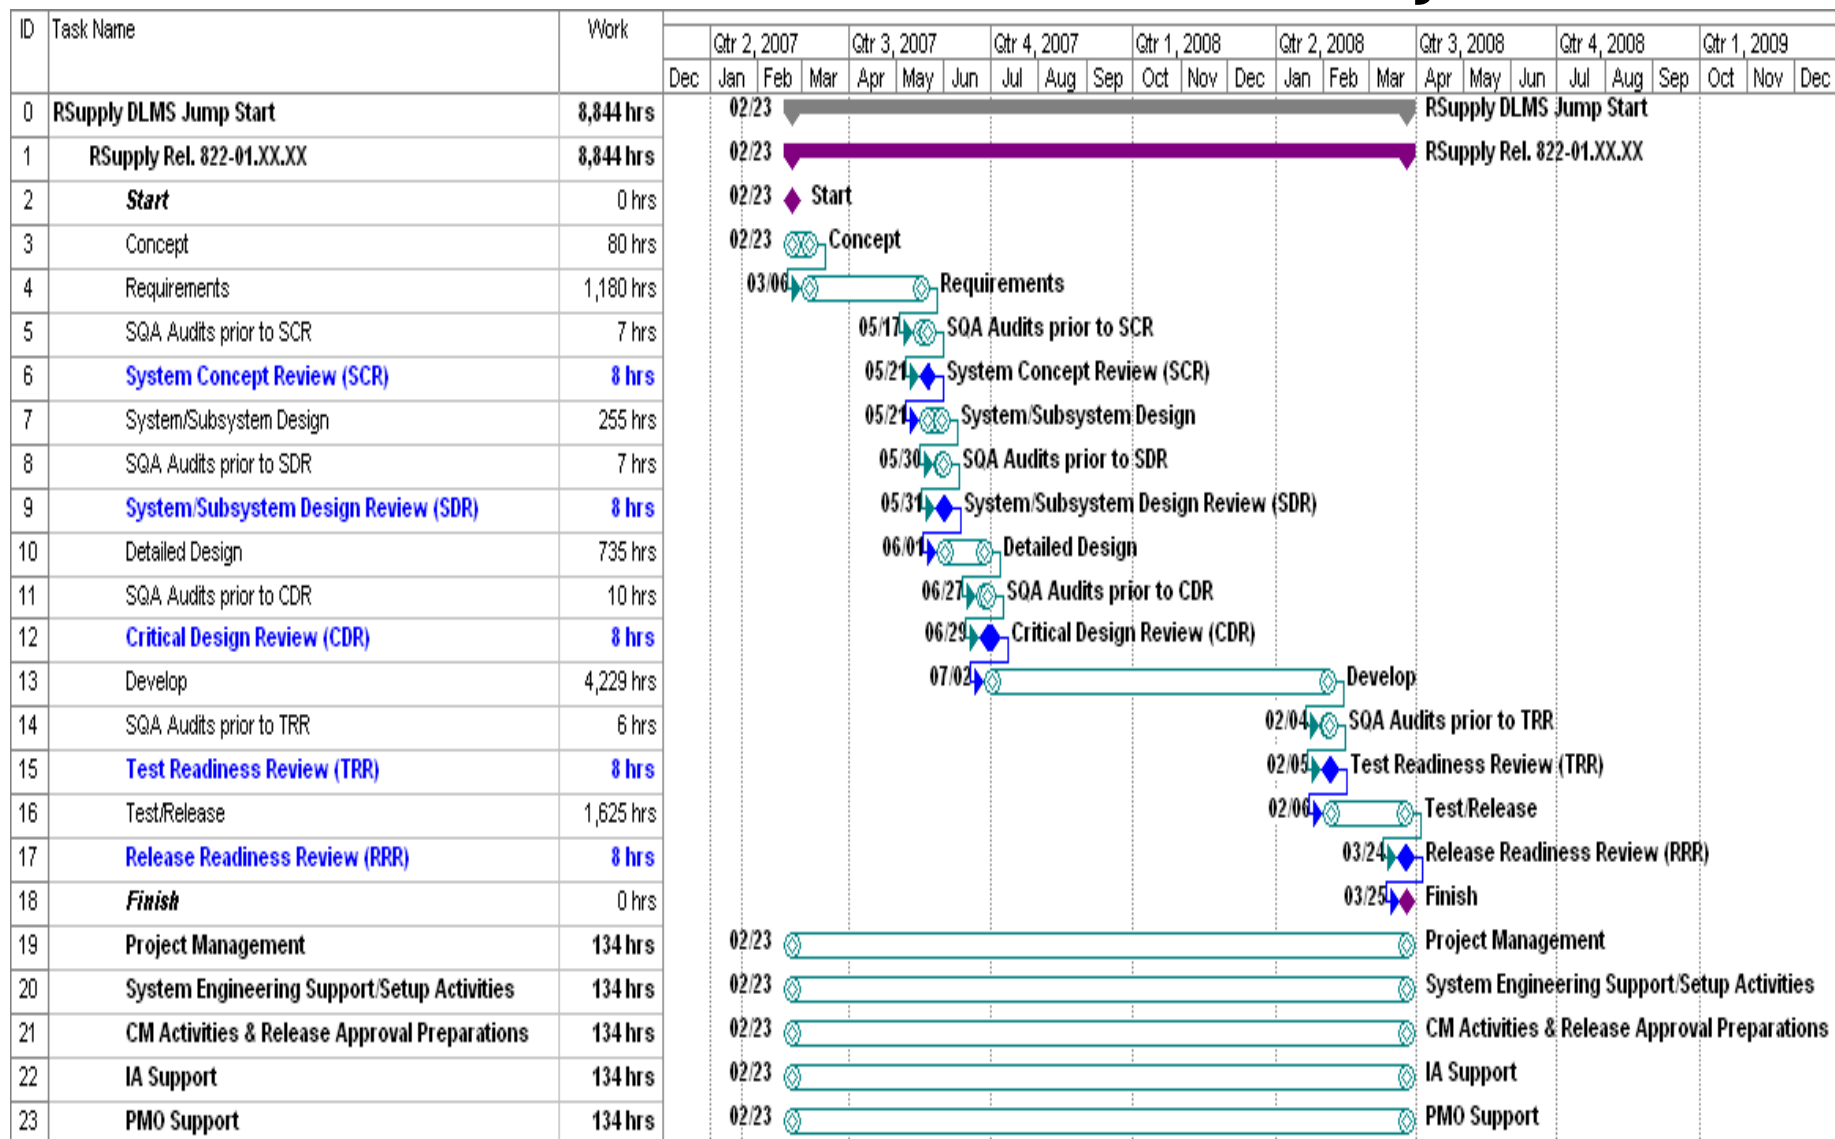 ID Task Name Work
Qtr 2, 2007 Qtr 3, 2007 Qtr 4, 2007 Qtr 1, 2008 Qtr 2, 2008 Qtr 3, 2008 Qtr 4, 2008 Qtr 1, 2009
Dec Jan Feb Mar Apr May Jun Jul Aug Sep Oct Nov Dec Jan Feb Mar Apr May Jun Jul Aug Sep Oct Nov Dec
0 RSupply DLMS Jump Start 8,844 hrs 02/23 RSupply DLMS Jump Start
1 RSupply Rel. 822-01.XX.XX 8,844 hrs 02/23 RSupply Rel. 822-01.XX.XX
2 Start 0 hrs 02/23 Start
3 Concept 80 hrs 02/23 Concept
4 Requirements 1,180 hrs 03/06 Requirements
5 SQA Audits prior to SCR 7 hrs 05/17 SQA Audits prior to SCR
6 System Concept Review (SCR) 8 hrs 05/21 System Concept Review (SCR)
7 System/Subsystem Design 255 hrs 05/21 System/Subsystem Design
8 SQA Audits prior to SDR 7 hrs 05/30 SQA Audits prior to SDR
9 System/Subsystem Design Review (SDR) 8 hrs 05/31 System/Subsystem Design Review (SDR)
10 Detailed Design 735 hrs 06/01 Detailed Design
11 SQA Audits prior to CDR 10 hrs 06/27 SQA Audits prior to CDR
12 Critical Design Review (CDR) 8 hrs 06/29 Critical Design Review (CDR)
13 Develop 4,229 hrs 07/02 Develop
14 SQA Audits prior to TRR 6 hrs 02/04 SQA Audits prior to TRR
15 Test Readiness Review (TRR) 8 hrs 02/05 Test Readiness Review (TRR)
16 Test/Release 1,625 hrs 02/06 Test/Release
17 Release Readiness Review (RRR) 8 hrs 03/24 Release Readiness Review (RRR)
18 Finish 0 hrs 03/25 Finish
19 Project Management 134 hrs 02/23 Project Management
20 System Engineering Support/Setup Activities 134 hrs 02/23 System Engineering Support/Setup Activities
21 CM Activities & Release Approval Preparations 134 hrs 02/23 CM Activities & Release Approval Preparations
22 IA Support 134 hrs 02/23 IA Support
23 PMO Support 134 hrs 02/23 PMO Support